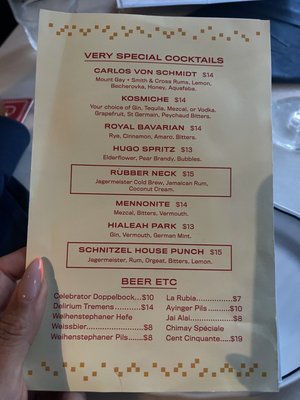 VERY SPECIAL COCKTAILS
CARLOS VON SCHMIDT $14
Mount Gay + Smith & Cross Rums, Lemon,
Becherovka, Honey, Aquafaba.
KOSMICHE $14
Your choice of Gin, Tequila, Mezcal, or Vodka.
Grapefruit, St Germain, Peychaud Bitters.
ROYAL BAVARIAN $14
Rye, Cinnamon, Amaro, Bitters.
HUGO SPRITZ $13
Elderflower, Pear Brandy, Bubbles.
RUBBER NECK $15
Jagermeister Cold Brew, Jamaican Rum,
Coconut Cream.
MENNONITE $14
Mezcal, Bitters, Vermouth.
HIALEAH PARK $13
Gin, Vermouth, German Mint.
SCHNITZEL HOUSE PUNCH $15
Jagermeister, Rum, Orgeat, Bitters, Lemon.
BEER ETC
Celebrator Doppelbock...$10
Delirium Tremens....$14
Weihenstephaner Hefe
Weissbier....$8
Weihenstephaner Pils....$8
La Rubia....$7
Ayinger Pils....$10
Jai Alai....$8
Chimay Spéciale
Cent Cinquante....$19